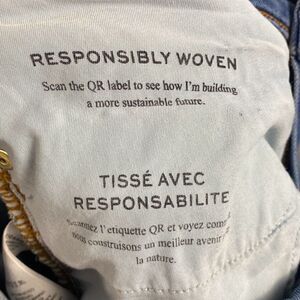 RESPONSIBLY WOVEN
Scan the QR label to see how I'm building
a more sustainable future.
TISSÉ AVEC
RESPONSABILITE
Scannez l'etiquette QR et voyez
nous construisons un meilleur avenir
la nature.